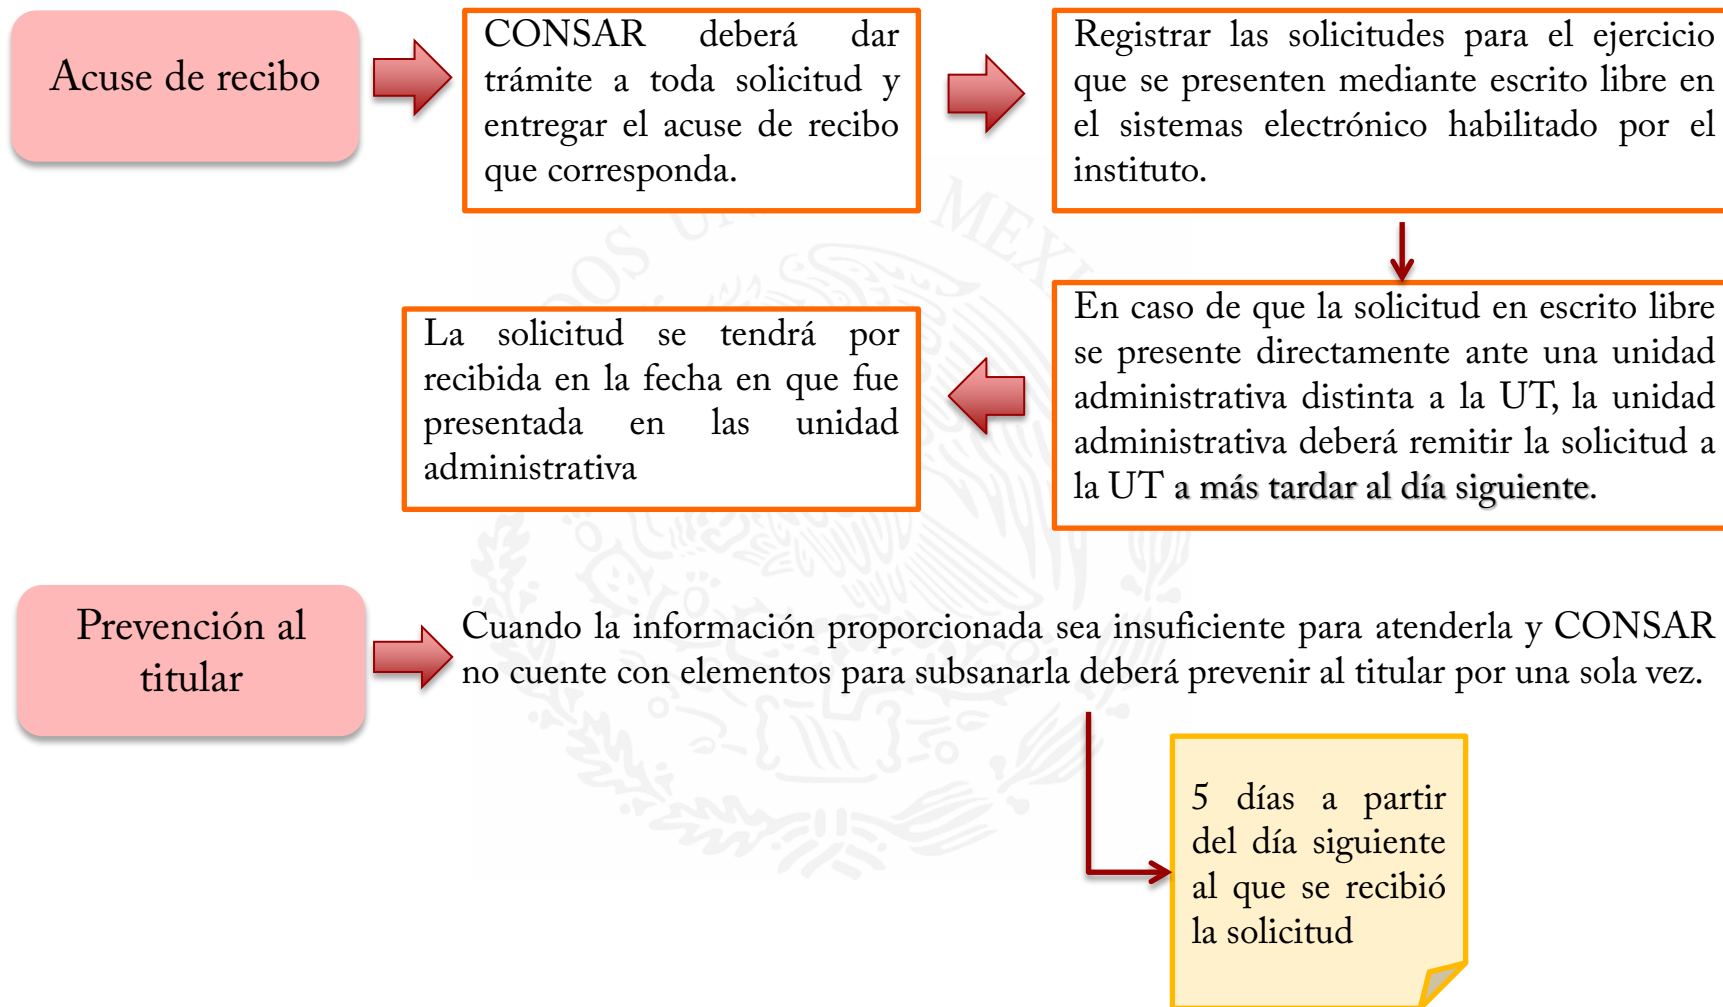 Acuse de recibo
CONSAR deberá dar
trámite a toda solicitud y
entregar el acuse de recibo
que corresponda.
Registrar las solicitudes para el ejercicio
que se presenten mediante escrito libre en
el sistemas electrónico habilitado por el
instituto.
En caso de que la solicitud en escrito libre
se presente directamente ante una unidad
administrativa distinta a la UT, la unidad
administrativa deberá remitir la solicitud a
la UT a más tardar al día siguiente.
La solicitud se tendrá por
recibida en la fecha en que fue
presentada en las unidad
administrativa
Prevención al
titular
Cuando la información proporcionada sea insuficiente para atenderla y CONSAR
no cuente con elementos para subsanarla deberá prevenir al titular por una sola vez.
5 días a partir
del día siguiente
al que se recibió
la solicitud